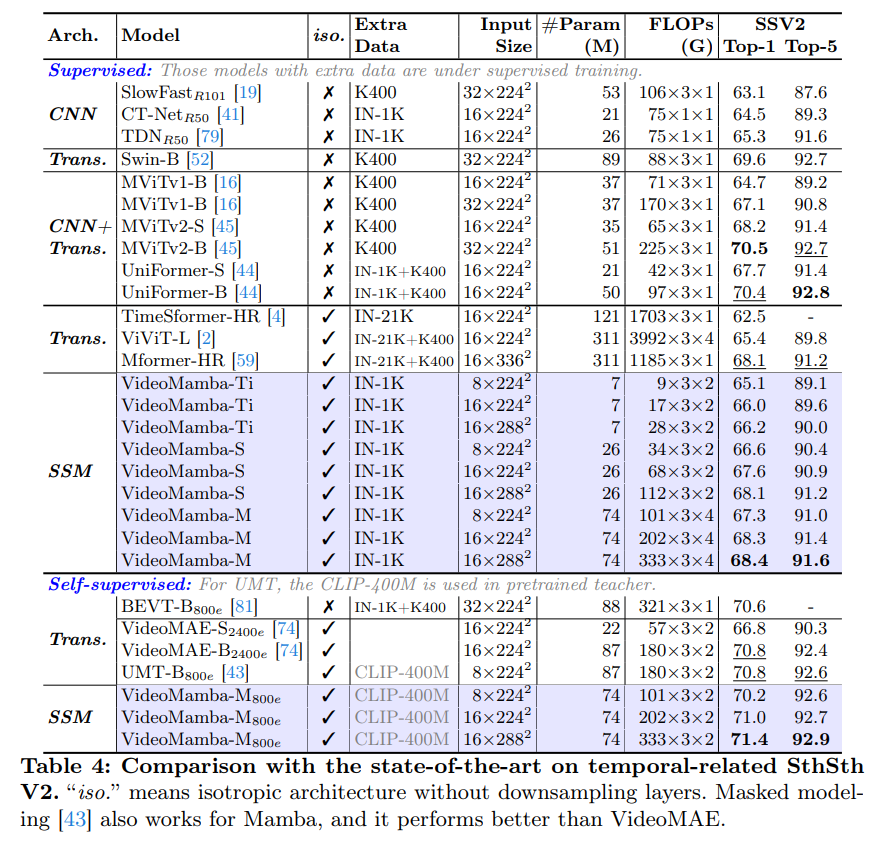 Arch. Model iso. Extra Data Input Size #Param (M) FLOPs (G) SSV2 Top-1 Top-5
Supervised: Those models with extra data are under supervised training.
CNN
SlowFast_R101 [19] ✗ K400 32×224² 53 106×3×1 63.1 87.6
CT-Net_R50 [41] ✗ IN-1K 16×224² 21 75×1×1 64.5 89.3
TDN_R50 [79] ✗ IN-1K 16×224² 26 75×1×1 65.3 91.6
Trans. Swin-B [52] ✗ K400 32×224² 89 88×3×1 69.6 92.7
CNN+ Trans.
MViTv1-B [16] ✗ K400 16×224² 37 71×3×1 64.7 89.2
MViTv1-B [16] ✗ K400 32×224² 37 170×3×1 67.1 90.8
MViTv2-S [45] ✗ K400 16×224² 35 65×3×1 68.2 91.4
MViTv2-B [45] ✗ K400 32×224² 51 225×3×1 70.5 92.7
UniFormer-S [44] ✗ IN-1K+K400 16×224² 21 42×3×1 67.7 91.4
UniFormer-B [44] ✗ IN-1K+K400 16×224² 50 97×3×1 70.4 92.8
Trans.
TimeSformer-HR [4] ✓ IN-21K 16×224² 121 1703×3×1 62.5 -
ViViT-L [2] ✓ IN-21K+K400 16×224² 311 3992×3×4 65.4 89.8
Mformer-HR [59] ✓ IN-21K+K400 16×336² 311 1185×3×1 68.1 91.2
SSM
VideoMamba-Ti ✓ IN-1K 8×224² 7 9×3×2 65.1 89.1
VideoMamba-Ti ✓ IN-1K 16×224² 7 17×3×2 66.0 89.6
VideoMamba-Ti ✓ IN-1K 16×288² 7 28×3×2 66.2 90.0
VideoMamba-S ✓ IN-1K 8×224² 26 34×3×2 66.6 90.4
VideoMamba-S ✓ IN-1K 16×224² 26 68×3×2 67.6 90.9
VideoMamba-S ✓ IN-1K 16×288² 26 112×3×2 68.1 91.2
VideoMamba-M ✓ IN-1K 8×224² 74 101×3×4 67.3 91.0
VideoMamba-M ✓ IN-1K 16×224² 74 202×3×4 68.3 91.4
VideoMamba-M ✓ IN-1K 16×288² 74 333×3×4 68.4 91.6
Self-supervised: For UMT, the CLIP-400M is used in pretrained teacher.
Trans.
BEVT-B_800e [81] ✗ IN-1K+K400 32×224² 88 321×3×1 70.6 -
VideoMAE-S_2400e [74] ✓ 16×224² 22 57×3×2 66.8 90.3
VideoMAE-B_2400e [74] ✓ 16×224² 87 180×3×2 70.8 92.4
UMT-B_800e [43] ✓ CLIP-400M 8×224² 87 180×3×2 70.8 92.6
SSM
VideoMamba-M_800e ✓ CLIP-400M 8×224² 74 101×3×2 70.2 92.6
VideoMamba-M_800e ✓ CLIP-400M 16×224² 74 202×3×2 71.0 92.7
VideoMamba-M_800e ✓ CLIP-400M 16×288² 74 333×3×2 71.4 92.9
Table 4: Comparison with the state-of-the-art on temporal-related SthSth
V2. “iso.” means isotropic architecture without downsampling layers. Masked model-
ing [43] also works for Mamba, and it performs better than VideoMAE.